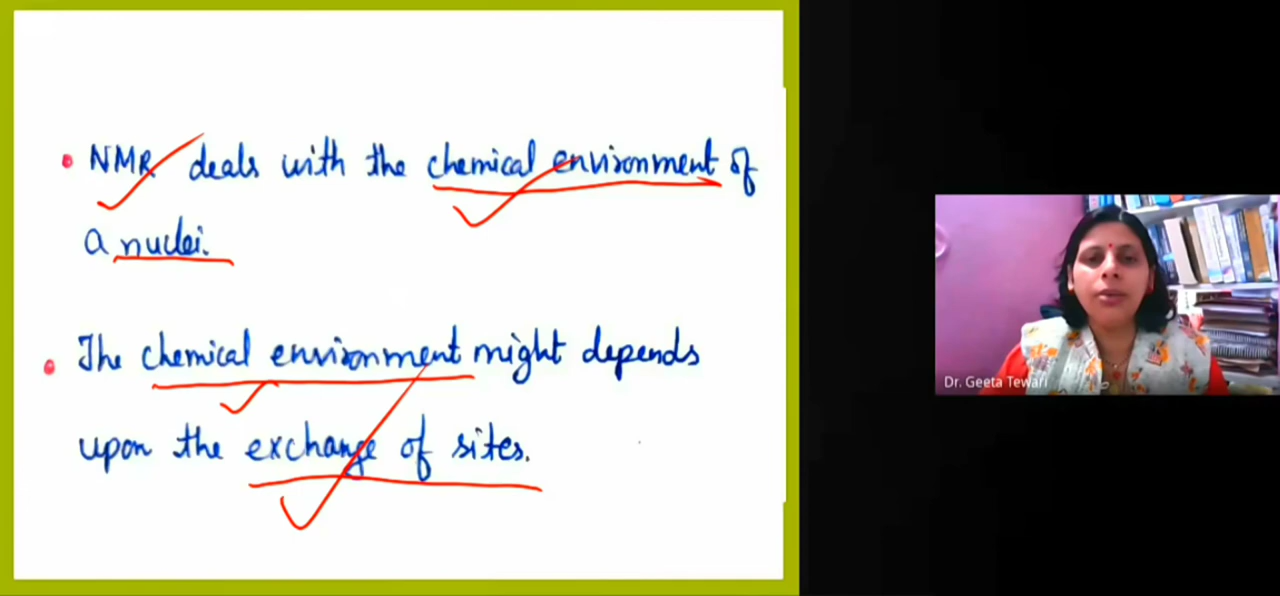 • NMR deals with the chemical environment of
a nuclei.
• The chemical environment might depends
upon the exchange of sites.
Dr. Geeta Tewari